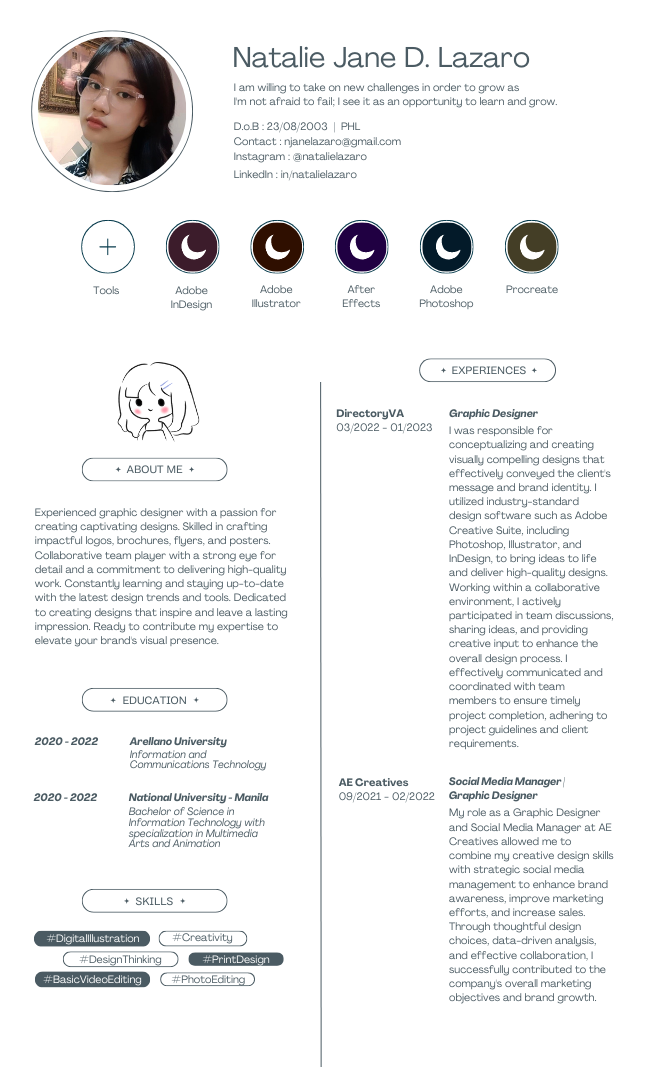 Natalie Jane D. Lazaro
I am willing to take on new challenges in order to grow as
I'm not afraid to fail; I see it as an opportunity to learn and grow.
D.o.B : 23/08/2003 | PHL
Contact : njanelazaro@gmail.com
Instagram : @natalielazaro
LinkedIn : in/natalielazaro
Tools
Adobe
InDesign
Adobe
Illustrator
After
Effects
Adobe
Photoshop
Procreate
ABOUT ME
Experienced graphic designer with a passion for
creating captivating designs. Skilled in crafting
impactful logos, brochures, flyers, and posters.
Collaborative team player with a strong eye for
detail and a commitment to delivering high-quality
work. Constantly learning and staying up-to-date
with the latest design trends and tools. Dedicated
to creating designs that inspire and leave a lasting
impression. Ready to contribute my expertise to
elevate your brand's visual presence.
EDUCATION
2020 - 2022
Arellano University
Information and
Communications Technology
2020 - 2022
National University - Manila
Bachelor of Science in
Information Technology with
specialization in Multimedia
Arts and Animation
SKILLS
#DigitalIllustration
#Creativity
#DesignThinking
#PrintDesign
#BasicVideoEditing
#PhotoEditing
EXPERIENCES
DirectoryVA
03/2022 – 01/2023
Graphic Designer
I was responsible for
conceptualizing and creating
visually compelling designs that
effectively conveyed the client's
message and brand identity. I
utilized industry-standard
design software such as Adobe
Creative Suite, including
Photoshop, Illustrator, and
InDesign, to bring ideas to life
and deliver high-quality designs.
Working within a collaborative
environment, I actively
participated in team discussions,
sharing ideas, and providing
creative input to enhance the
overall design process. I
effectively communicated and
coordinated with team
members to ensure timely
project completion, adhering to
project guidelines and client
requirements.
AE Creatives
09/2021 – 02/2022
Social Media Manager |
Graphic Designer
My role as a Graphic Designer
and Social Media Manager at AE
Creatives allowed me to
combine my creative design skills
with strategic social media
management to enhance brand
awareness, improve marketing
efforts, and increase sales.
Through thoughtful design
choices, data-driven analysis,
and effective collaboration, I
successfully contributed to the
company's overall marketing
objectives and brand growth.